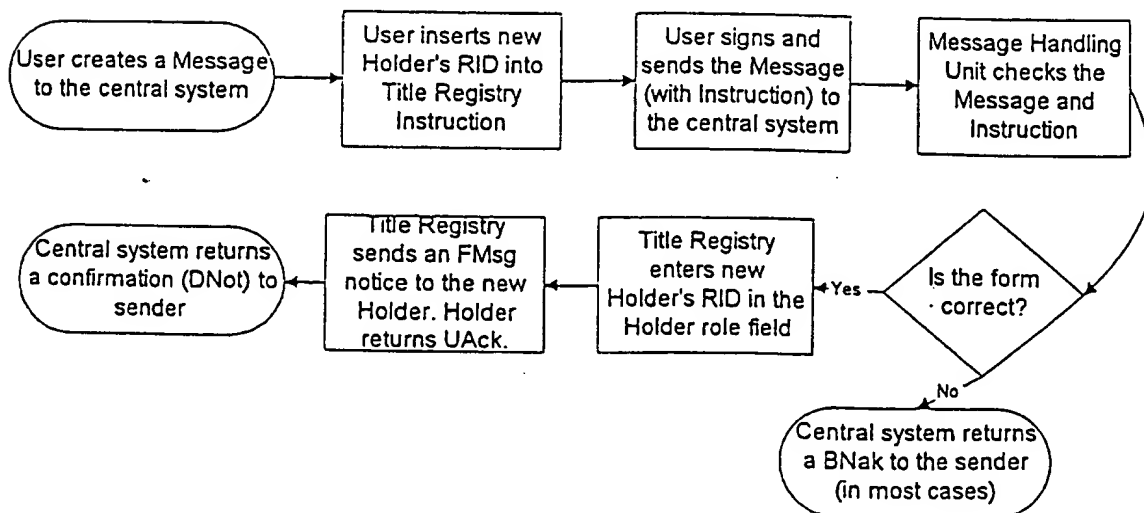 User creates a Message
to the central system
User inserts new
Holder's RID into
Title Registry
Instruction
User signs and
sends the Message
(with Instruction) to
the central system
Message Handling
Unit checks the
Message and
Instruction
Is the form
correct?
Yes
No
Title Registry
enters new
Holder's RID in the
Holder role field
Title Registry
sends an FMsg
notice to the new
Holder. Holder
returns UAck.
Central system returns
a confirmation (DNot) to
sender
Central system returns
a BNak to the sender
(in most cases)